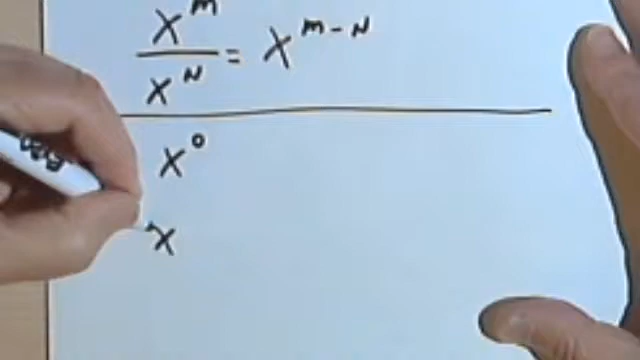 x^m / x^n = x^(m-n)
x^0
x